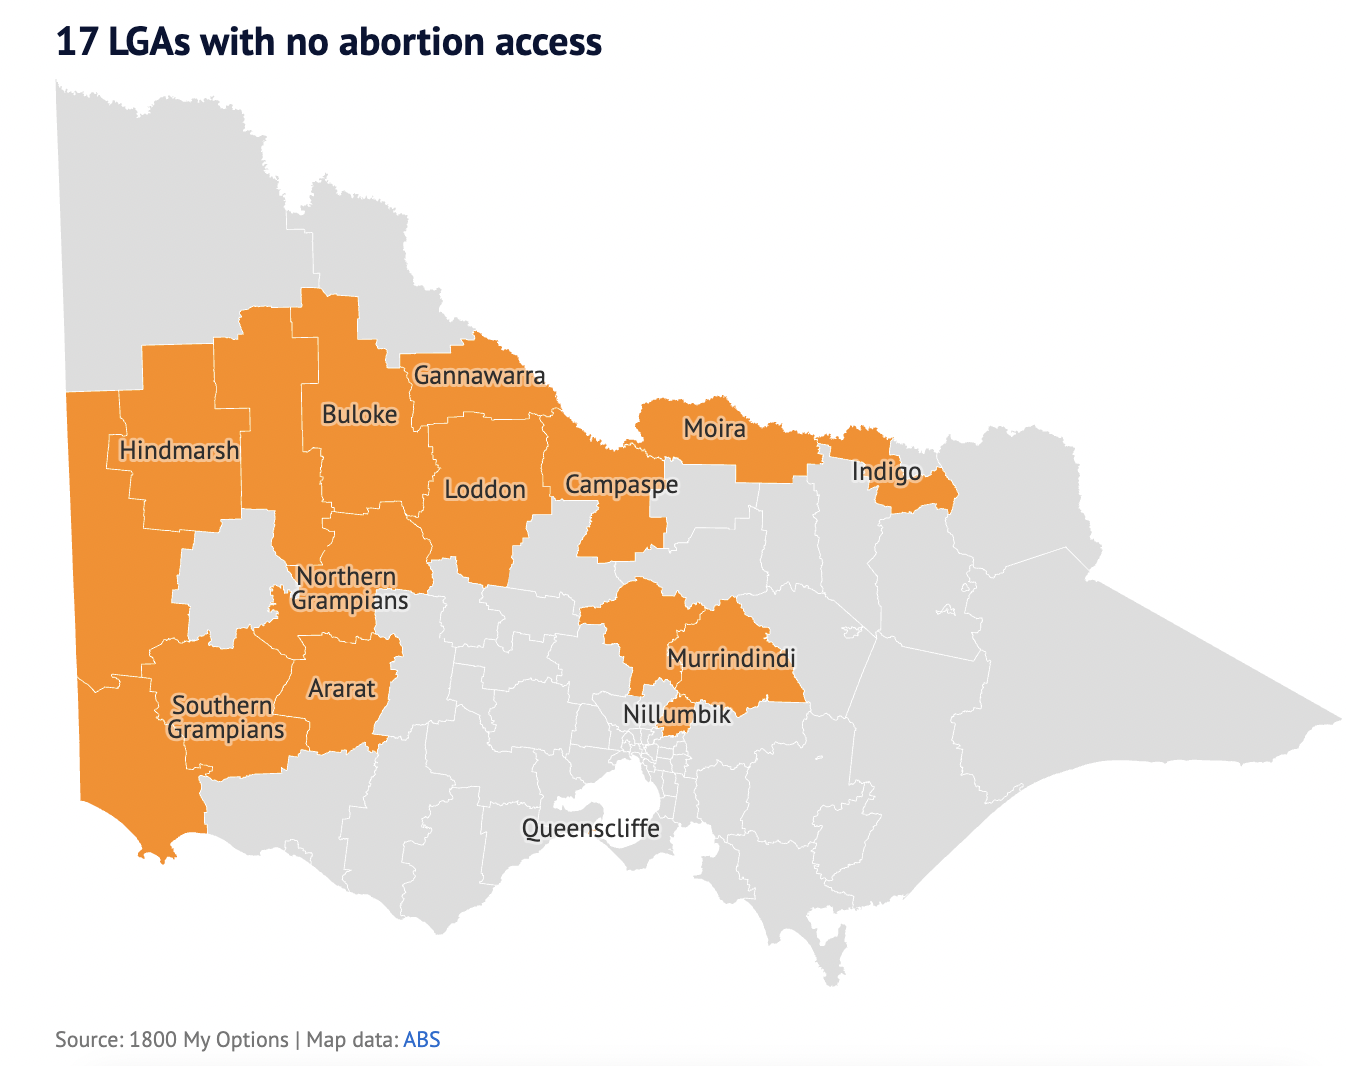 17 LGAs with no abortion access
Gannawarra
Buloke
Moira
Hindmarsh
Indigo
Loddon
Campaspe
Northern
Grampians
Murrindindi
Ararat
Southern
Grampians
Nillumbik
Queenscliffe
Source: 1800 My Options | Map data: ABS